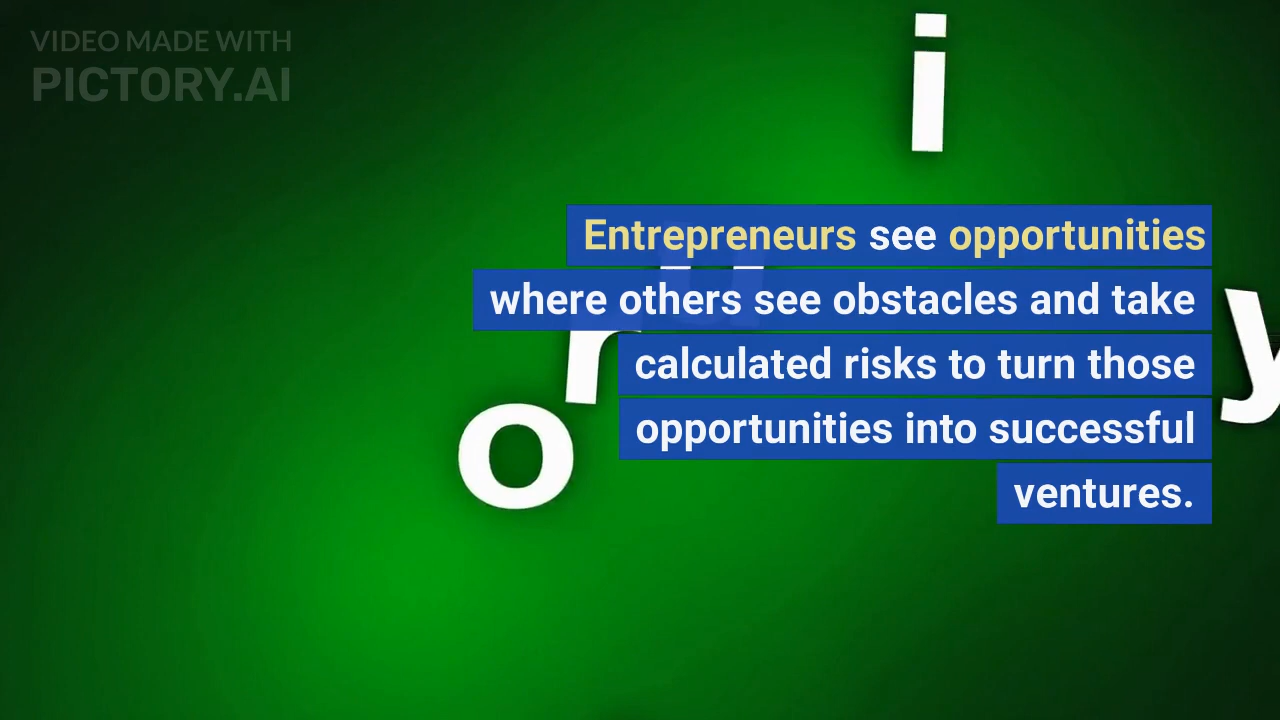 VIDEO MADE WITH
PICTORY.AI
i
Entrepreneurs see opportunities
where others see obstacles and take
calculated risks to turn those
opportunities into successful
ventures.
u
r
y
o